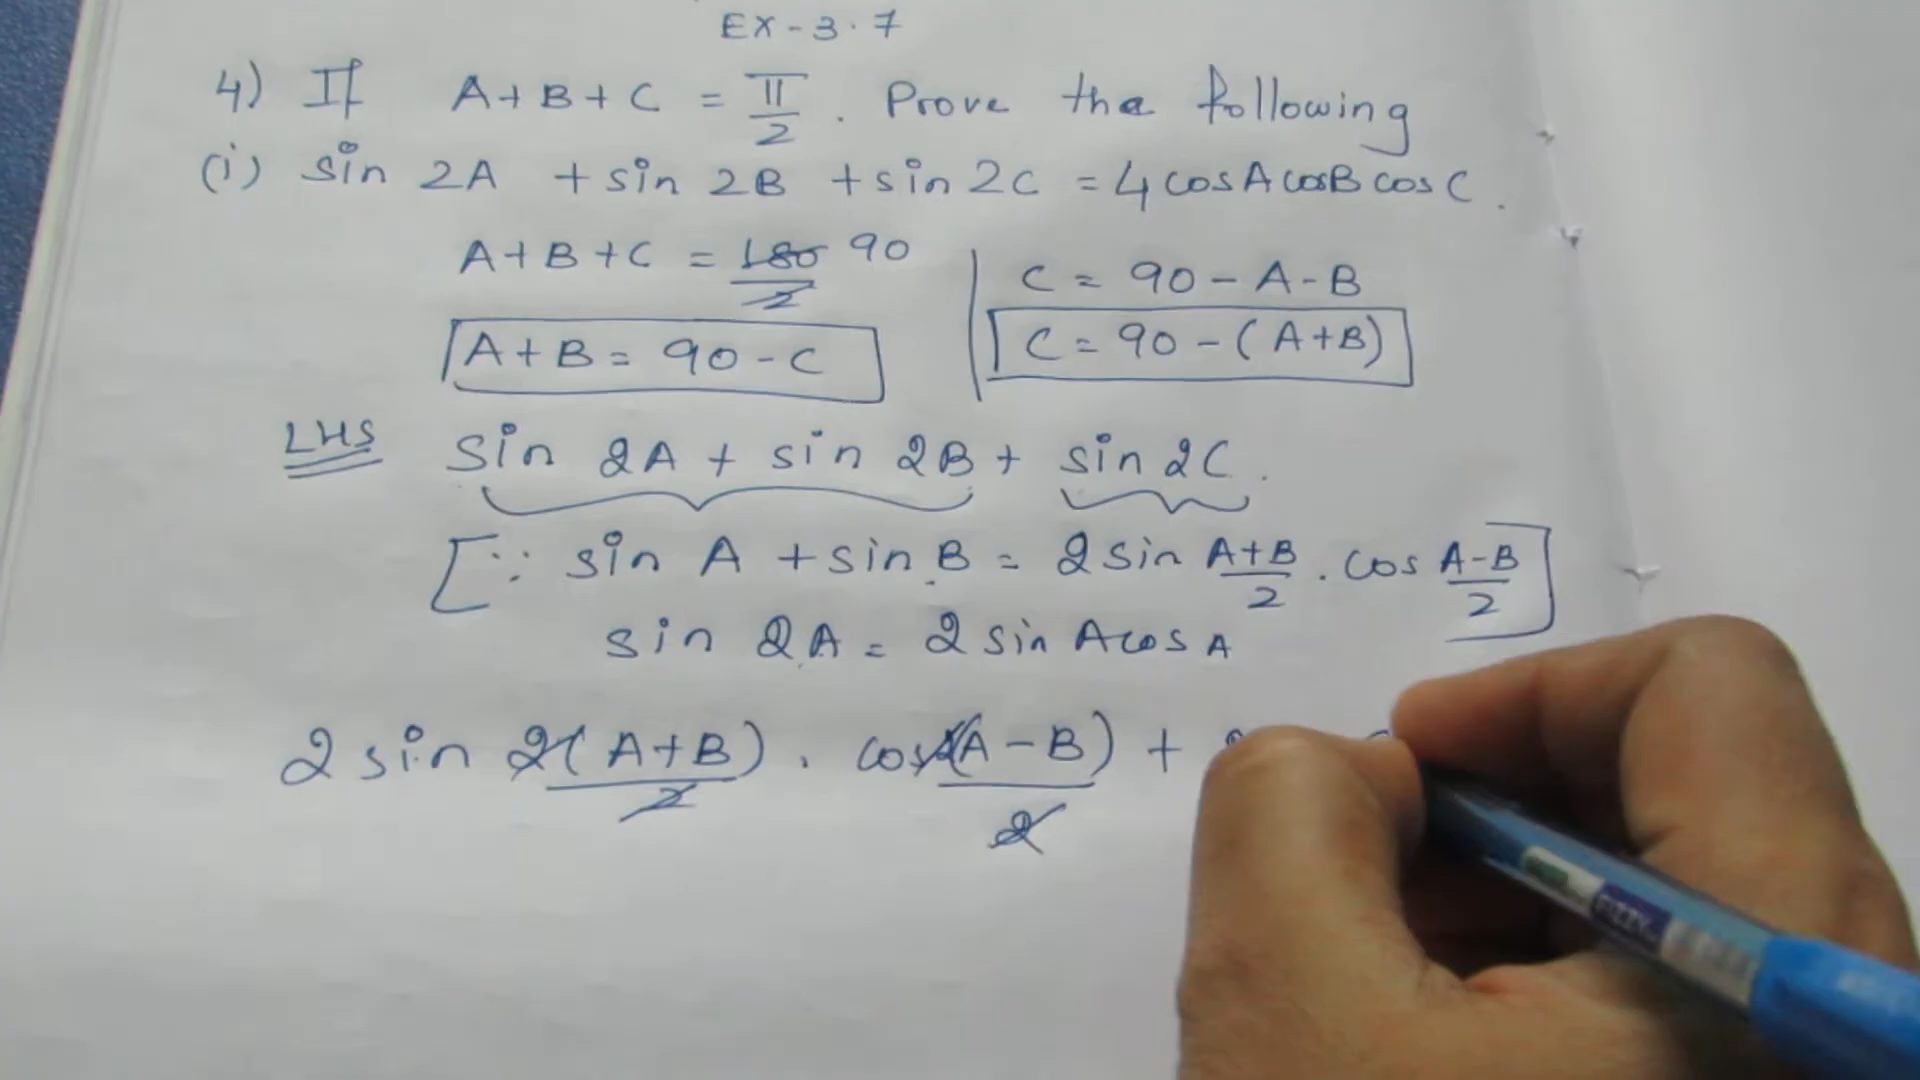 EX-3.7
4) If A+B+C = π/2. Prove the following
(i) sin 2A + sin 2B + sin 2C = 4 cosA cosB cos C.
A+B+C = 180/2 90
A+B = 90-C
C = 90-A-B
C = 90-(A+B)
LHS sin 2A + sin 2B + sin 2C.
[∵ sin A + sin B = 2 sin A+B/2 . cos A-B/2]
sin 2A = 2 sin A cos A
2 sin 2(A+B)/2 . cos 2(A-B)/2 +